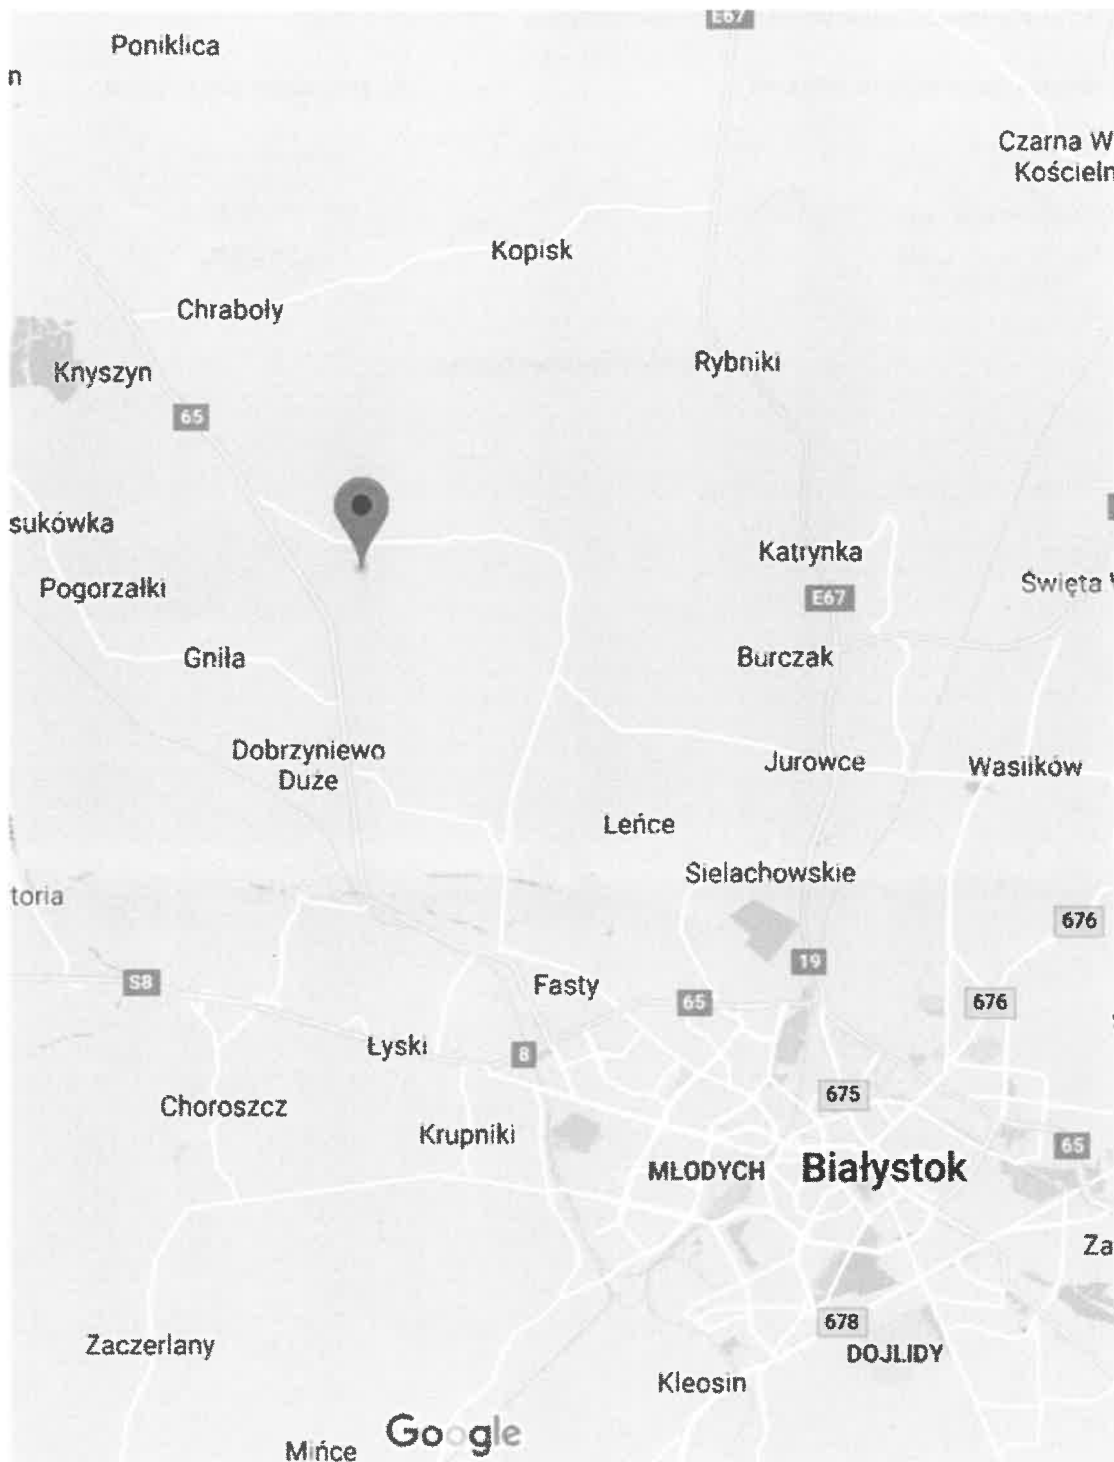 E67
Poniklica
n
Czarna W
Kościeln
Kopisk
Chraboły
Rybniki
Knyszyn
65
sukówka
Katrynka
Pogorzałki
Święta
E67
Gniła
Burczak
Dobrzyniewo
Duże
Jurowce
Wasilków
Leńce
Sielachowskie
toria
676
19
S8
Fasty
65
676
Łyski
8
675
Choroszcz
Krupniki
65
MŁODYCH
Białystok
Za
678
Zaczerlany
DOJLIDY
Kleosin
Google
Mińce